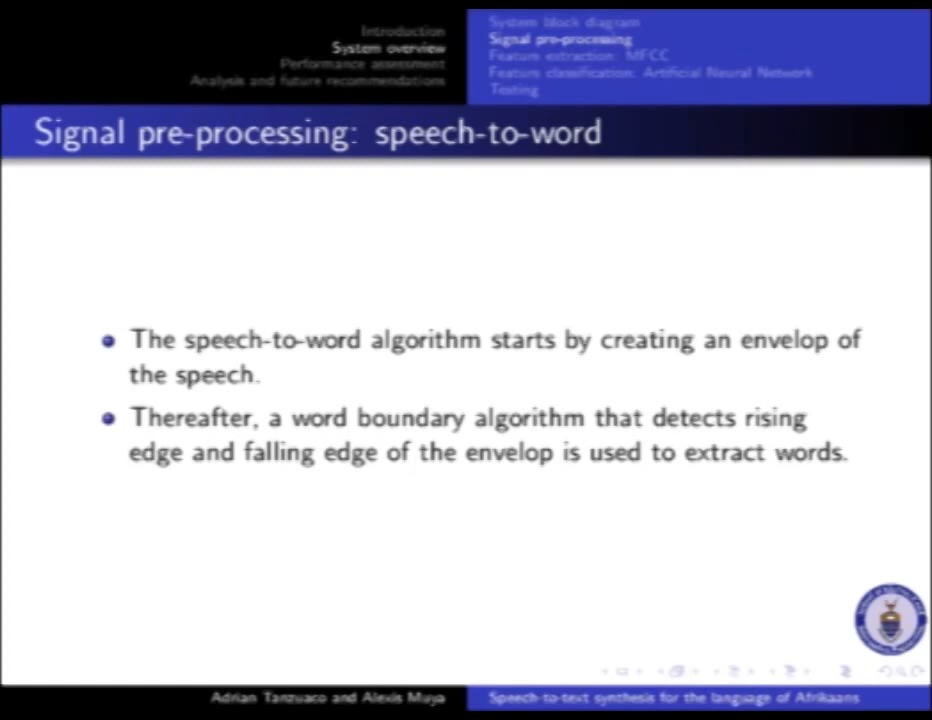 Introduction
System overview
Performance assessment
Analysis and future recommendations
System block diagram
Signal pre-processing
Feature extraction: MFCC
Feature classification: Artificial Neural Network
Testing
Signal pre-processing: speech-to-word
The speech-to-word algorithm starts by creating an envelop of
the speech.
Thereafter, a word boundary algorithm that detects rising
edge and falling edge of the envelop is used to extract words.
Adrian Tanzuaco and Alexis Muya
Speech-to-text synthesis for the language of Afrikaans